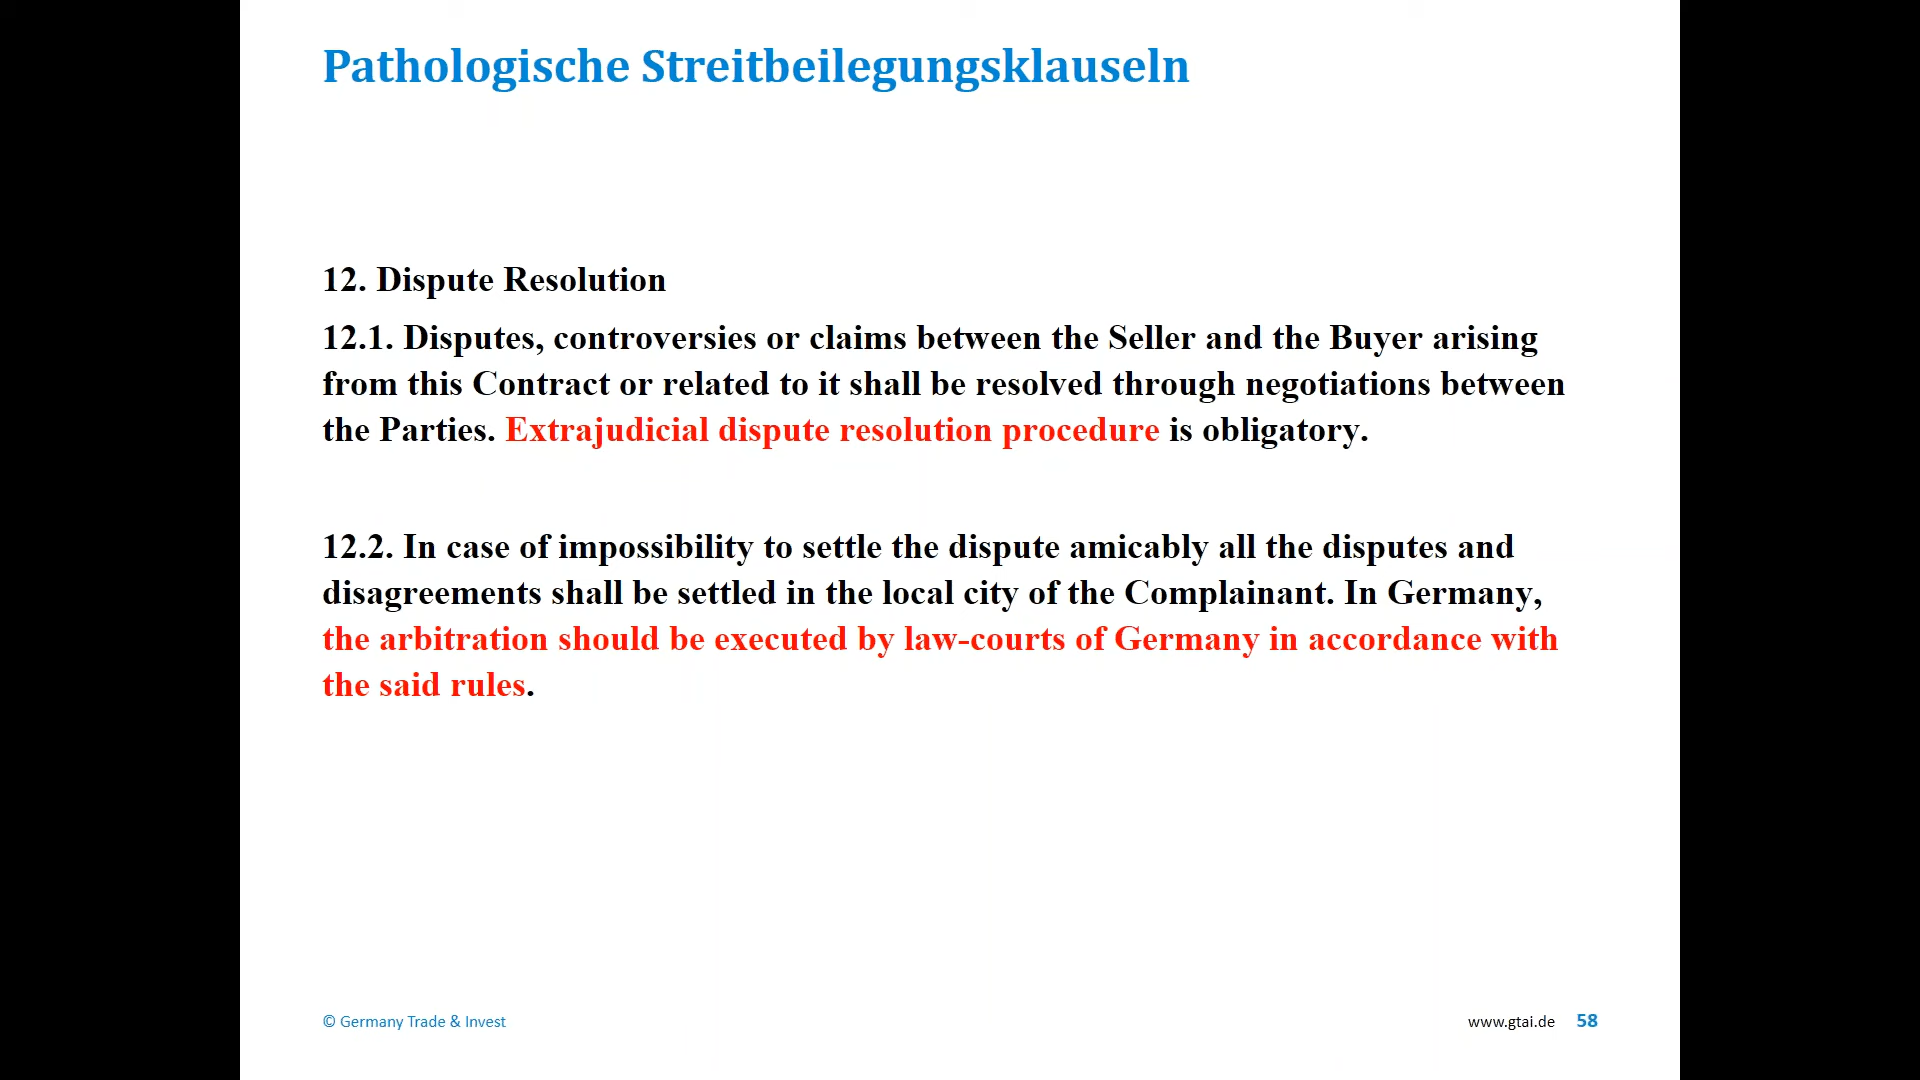 Pathologische Streitbeilegungsklauseln
12. Dispute Resolution
12.1. Disputes, controversies or claims between the Seller and the Buyer arising
from this Contract or related to it shall be resolved through negotiations between
the Parties. Extrajudicial dispute resolution procedure is obligatory.
12.2. In case of impossibility to settle the dispute amicably all the disputes and
disagreements shall be settled in the local city of the Complainant. In Germany,
the arbitration should be executed by law-courts of Germany in accordance with
the said rules.
© Germany Trade & Invest
www.gtai.de 58